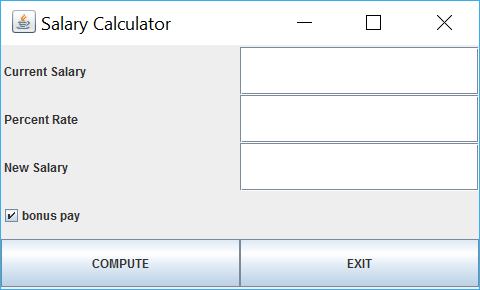 Salary Calculator
Current Salary
Percent Rate
New Salary
bonus pay
COMPUTE EXIT